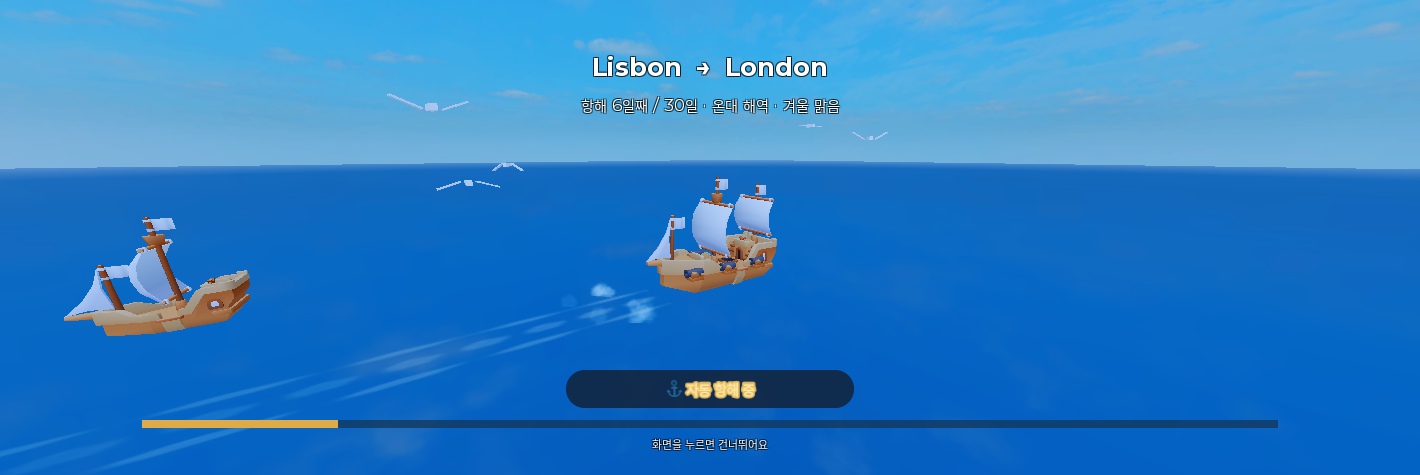 Lisbon → London
항해 6일째 / 30일 · 온대 해역 · 겨울 맑음
⚓ 자동 항해 중
화면을 누르면 건너뛰어요